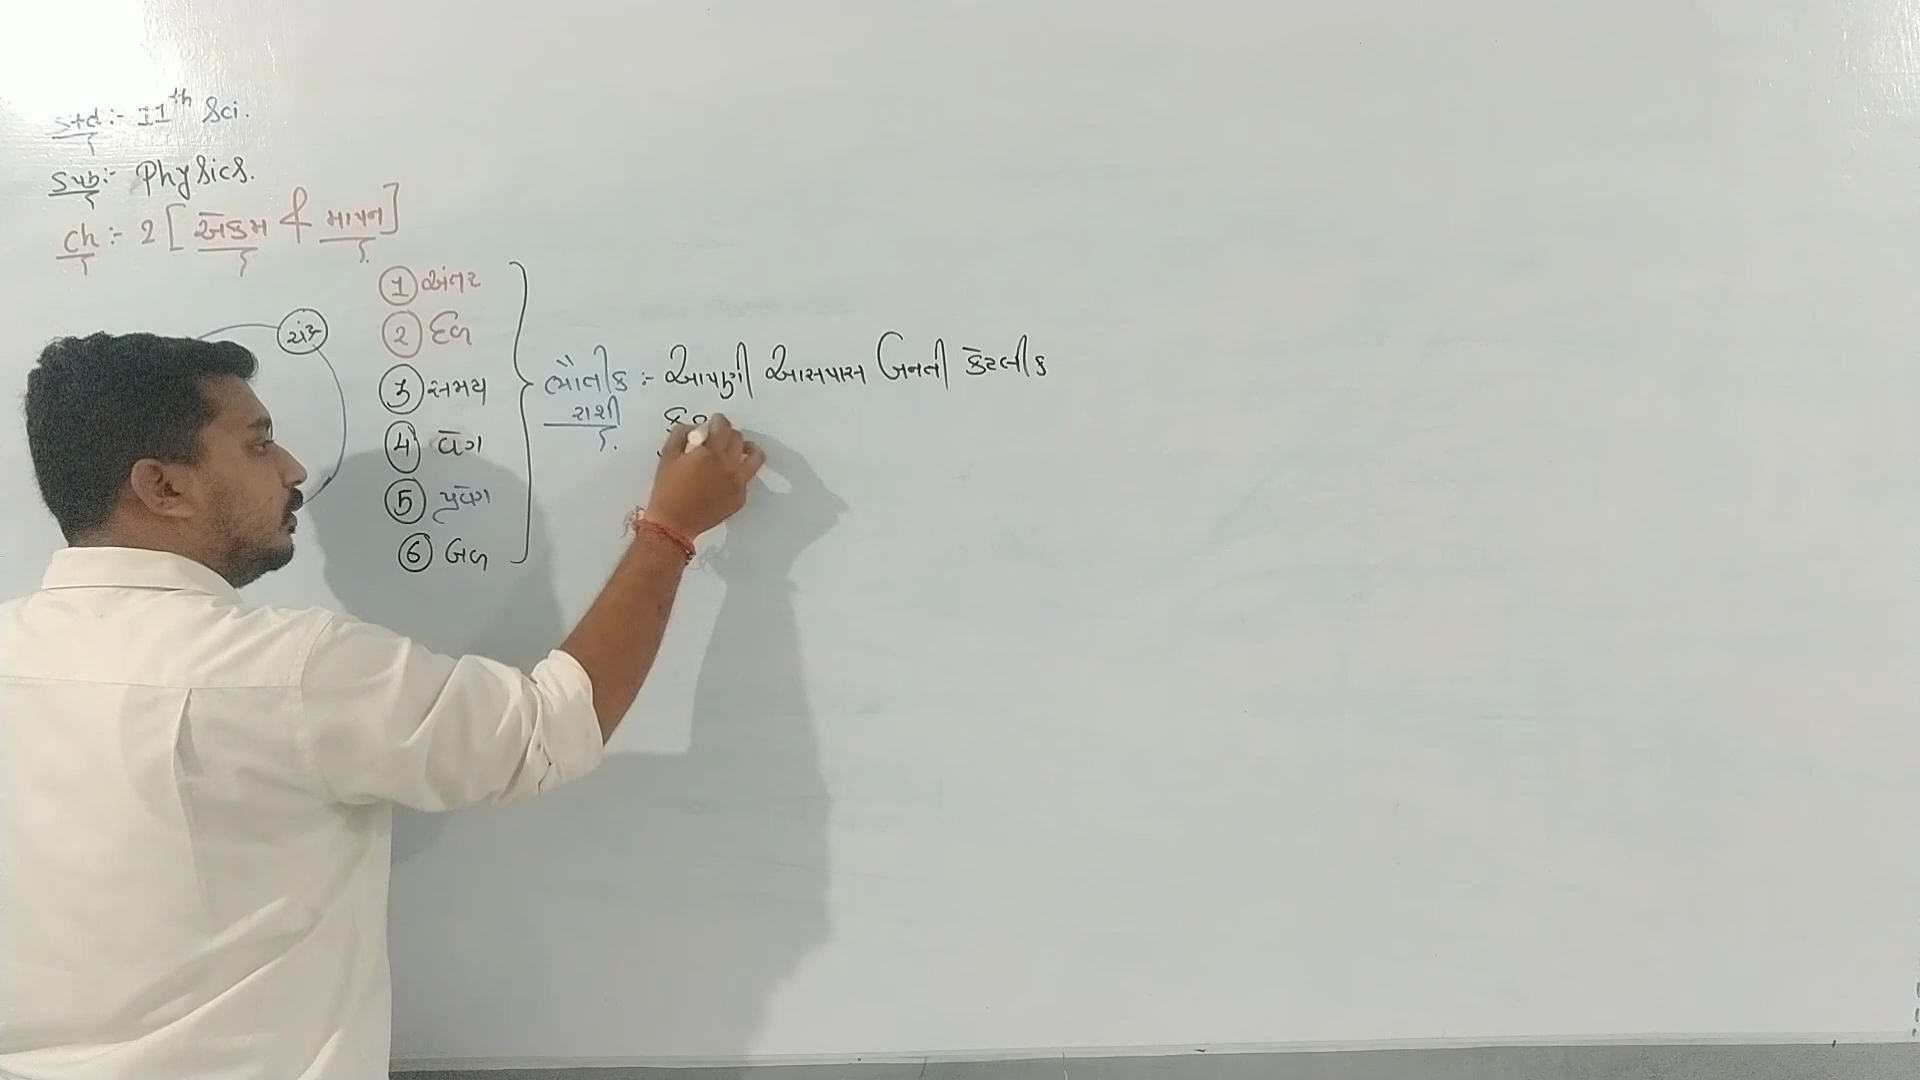 Std:- 11th Sci.
Sub:- Physics.
Ch:- 2 [ એકમ & માપન ]
ચંદ્ર
① અંતર
② દળ
③ સમય
④ વેગ
⑤ પ્રવેગ
⑥ બળ
ભૌતીક રાશી :- આપણી આસપાસ બનતી કેટલીક